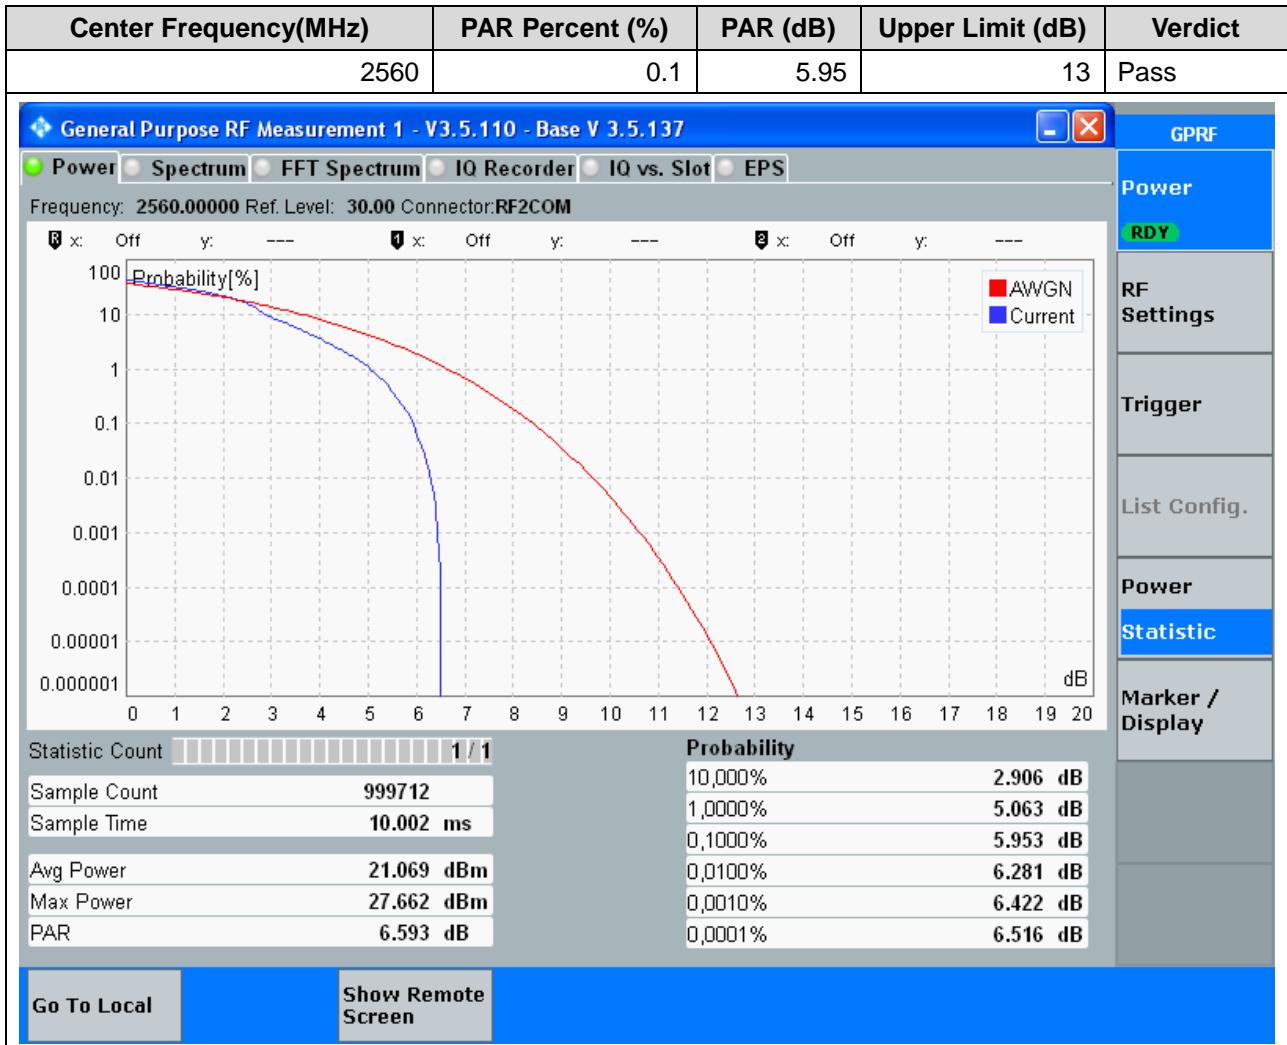 Center Frequency(MHz) PAR Percent (%) PAR (dB) Upper Limit (dB) Verdict
2560 0.1 5.95 13 Pass
General Purpose RF Measurement 1 - V3.5.110 - Base V 3.5.137
GPRF
Power Spectrum FFT Spectrum IQ Recorder IQ vs. Slot EPS
Frequency: 2560.00000 Ref. Level: 30.00 Connector:RF2COM
R x: Off y: --- 1 x: Off y: --- 2 x: Off y: ---
Probability[%]
AWGN
Current
100
10
1
0.1
0.01
0.001
0.0001
0.00001
0.000001
dB
0 1 2 3 4 5 6 7 8 9 10 11 12 13 14 15 16 17 18 19 20
Statistic Count 1 / 1
Sample Count 999712
Sample Time 10.002 ms
Avg Power 21.069 dBm
Max Power 27.662 dBm
PAR 6.593 dB
Probability
10,000% 2.906 dB
1,0000% 5.063 dB
0,1000% 5.953 dB
0,0100% 6.281 dB
0,0010% 6.422 dB
0,0001% 6.516 dB
Power
RDY
RF
Settings
Trigger
List Config.
Power
Statistic
Marker /
Display
Go To Local
Show Remote
Screen